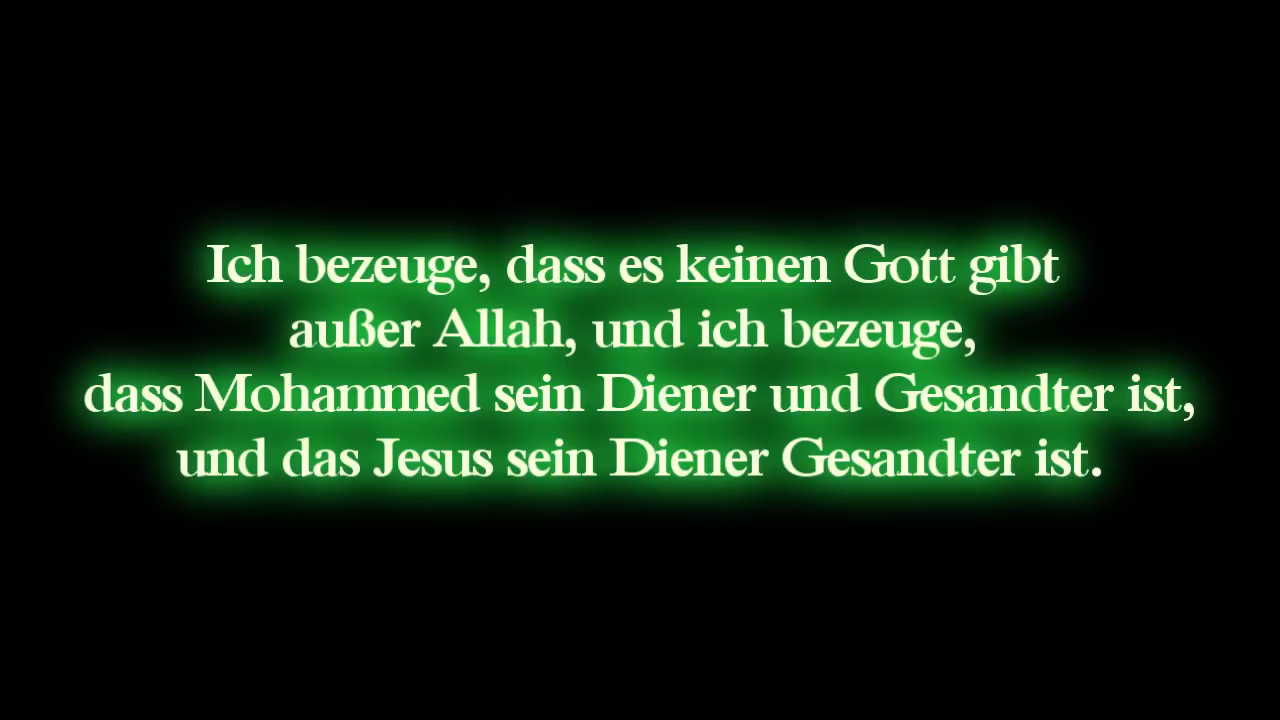 Ich bezeuge, dass es keinen Gott gibt
außer Allah, und ich bezeuge,
dass Mohammed sein Diener und Gesandter ist,
und das Jesus sein Diener Gesandter ist.